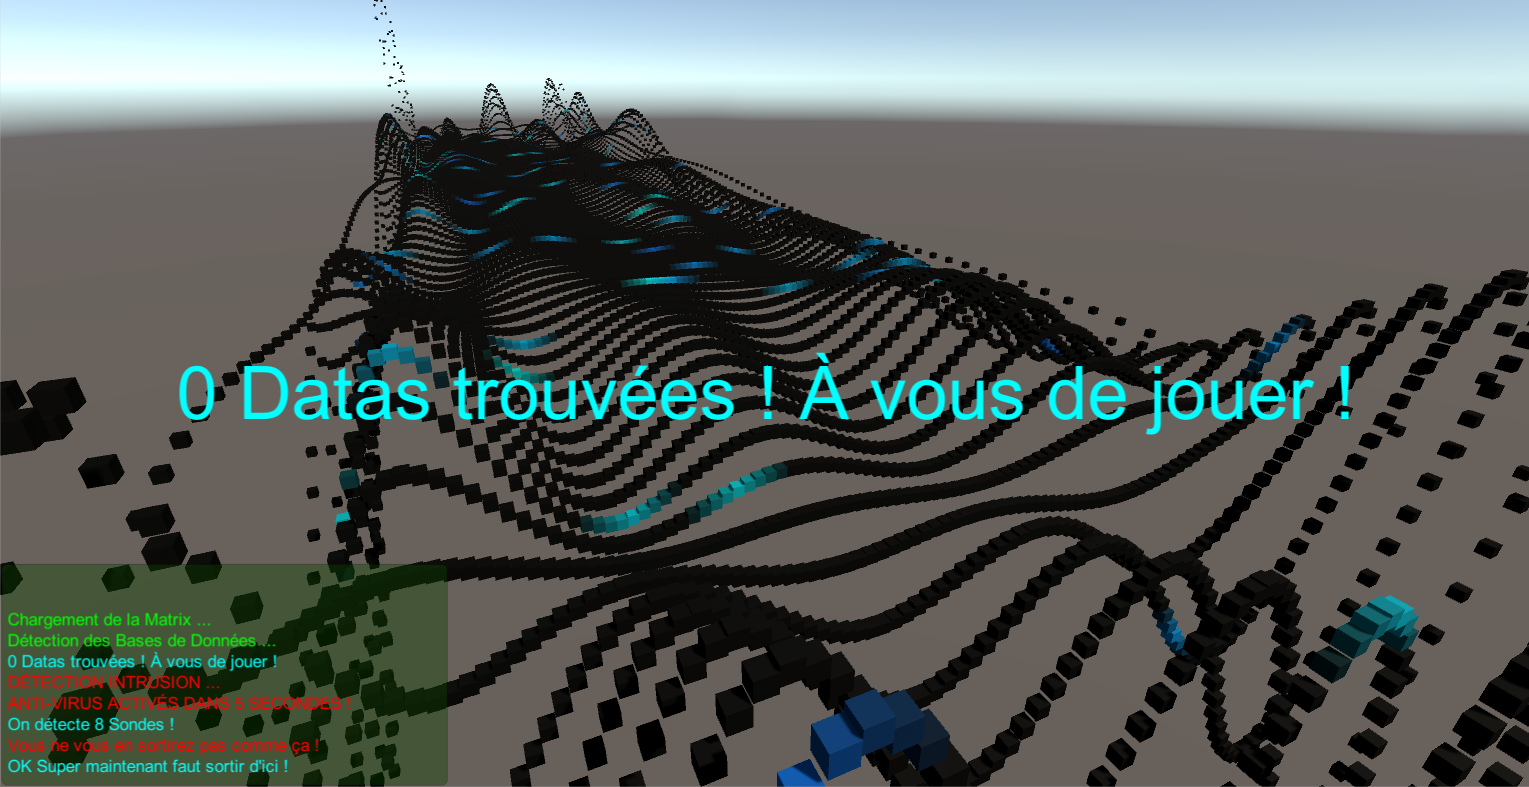 0 Datas trouvées ! À vous de jouer !
Chargement de la Matrix ...
Détection des Bases de Données ...
0 Datas trouvées ! À vous de jouer !
DÉTECTION INTRUSION ...
ANTI-VIRUS ACTIVÉS DANS 5 SECONDES !
On détecte 8 Sondes !
Vous ne vous en sortirez pas comme ça !
OK Super maintenant faut sortir d'ici !